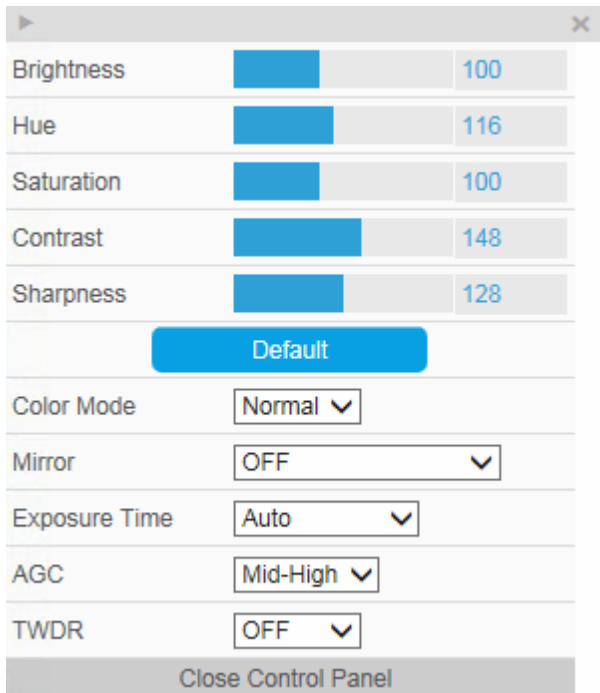 Brightness 100
Hue 116
Saturation 100
Contrast 148
Sharpness 128
Default
Color Mode Normal
Mirror OFF
Exposure Time Auto
AGC Mid-High
TWDR OFF
Close Control Panel